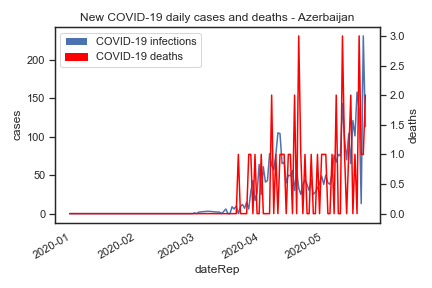 New COVID-19 daily cases and deaths - Azerbaijan
COVID-19 infections
COVID-19 deaths
200
150
100
50
0
cases
3.0
2.5
2.0
1.5
1.0
0.5
0.0
deaths
2020-01
2020-02
2020-03
2020-04
2020-05
dateRep